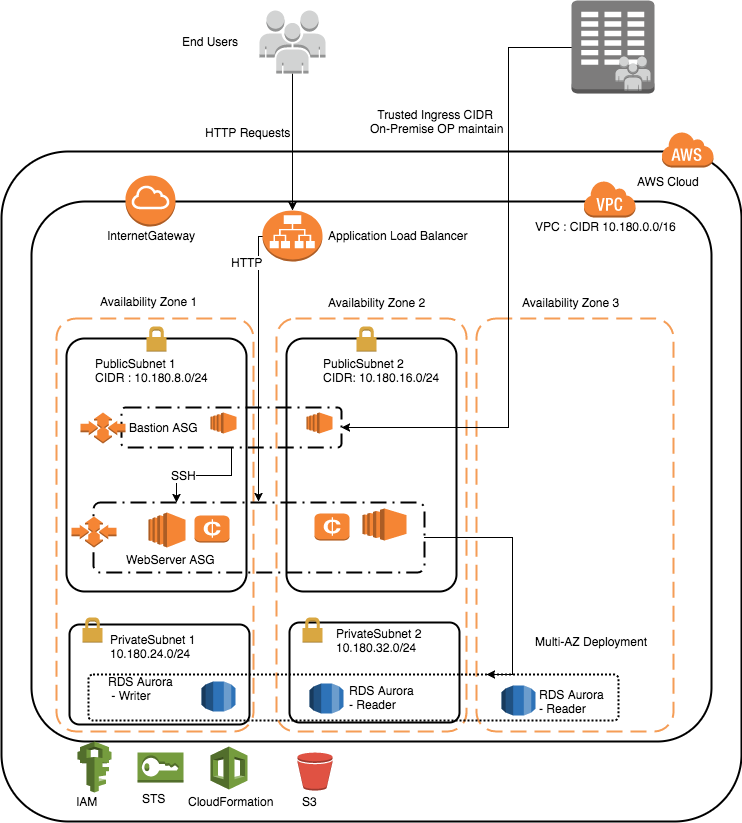 End Users
Trusted Ingress CIDR
On-Premise OP maintain
HTTP Requests
AWS
AWS Cloud
VPC
InternetGateway
Application Load Balancer
VPC : CIDR 10.180.0.0/16
HTTP
Availability Zone 1
Availability Zone 2
Availability Zone 3
PublicSubnet 1
CIDR : 10.180.8.0/24
PublicSubnet 2
CIDR: 10.180.16.0/24
Bastion ASG
SSH
WebServer ASG
PrivateSubnet 1
10.180.24.0/24
PrivateSubnet 2
10.180.32.0/24
Multi-AZ Deployment
RDS Aurora
- Writer
RDS Aurora
- Reader
RDS Aurora
- Reader
IAM
STS
CloudFormation
S3